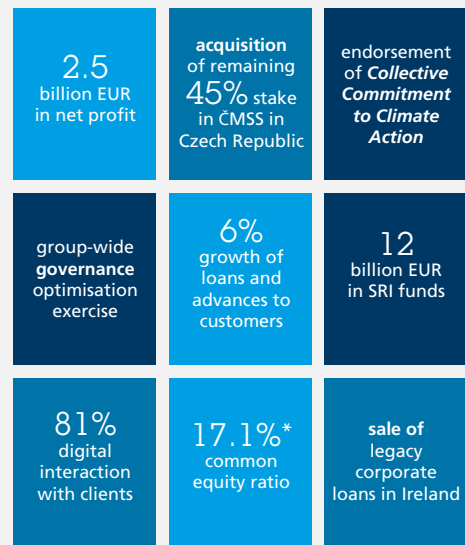 2.5
billion EUR
in net profit
acquisition
of remaining
45% stake
in ČMSS in
Czech Republic
endorsement
of Collective
Commitment
to Climate
Action
group-wide
governance
optimisation
exercise
6%
growth of
loans and
advances to
customers
12
billion EUR
in SRI funds
81%
digital
interaction
with clients
17.1%*
common
equity ratio
sale of
legacy
corporate
loans in Ireland